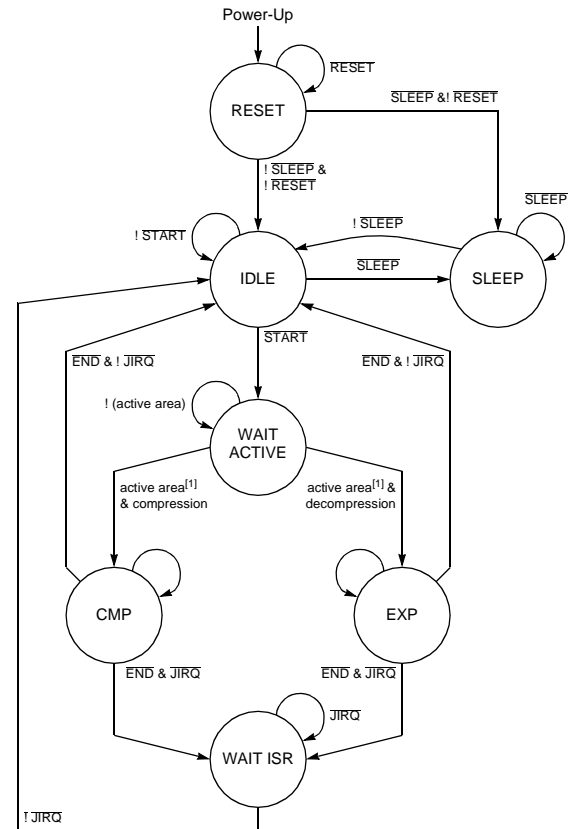 Power-Up
RESET
RESET
SLEEP &! RESET
! SLEEP &
! RESET
SLEEP
! START
! SLEEP
IDLE
SLEEP
SLEEP
START
END & ! JIRQ
END & ! JIRQ
! (active area)
WAIT
ACTIVE
active area[1]
& compression
active area[1] &
decompression
CMP
EXP
END & JIRQ
END & JIRQ
JIRQ
WAIT ISR
! JIRQ